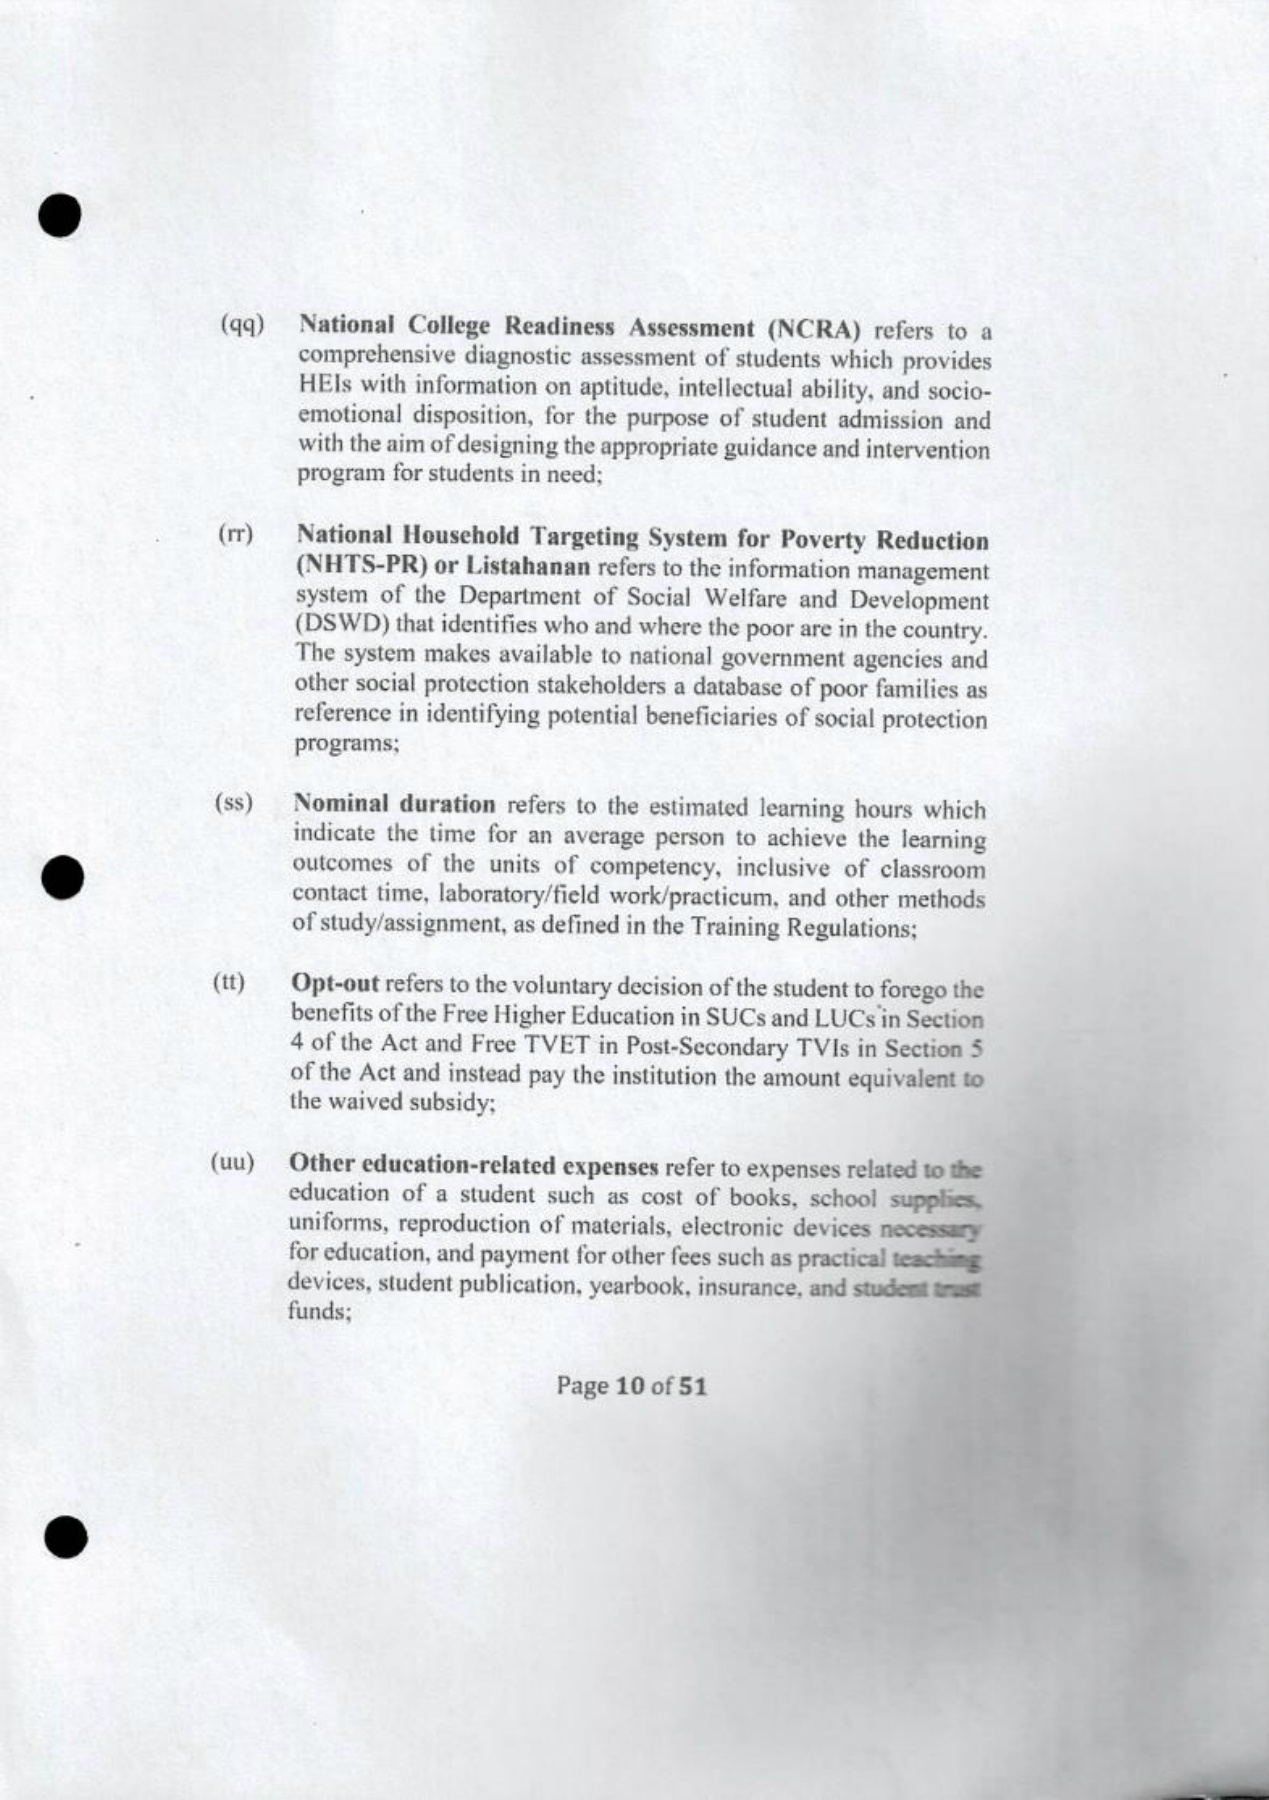 (qq) National College Readiness Assessment (NCRA) refers to a
comprehensive diagnostic assessment of students which provides
HEIs with information on aptitude, intellectual ability, and socio-
emotional disposition, for the purpose of student admission and
with the aim of designing the appropriate guidance and intervention
program for students in need;
(rr) National Household Targeting System for Poverty Reduction
(NHTS-PR) or Listahanan refers to the information management
system of the Department of Social Welfare and Development
(DSWD) that identifies who and where the poor are in the country.
The system makes available to national government agencies and
other social protection stakeholders a database of poor families as
reference in identifying potential beneficiaries of social protection
programs;
(ss) Nominal duration refers to the estimated learning hours which
indicate the time for an average person to achieve the learning
outcomes of the units of competency, inclusive of classroom
contact time, laboratory/field work/practicum, and other methods
of study/assignment, as defined in the Training Regulations;
(tt) Opt-out refers to the voluntary decision of the student to forego the
benefits of the Free Higher Education in SUCs and LUCs in Section
4 of the Act and Free TVET in Post-Secondary TVIs in Section 5
of the Act and instead pay the institution the amount equivalent to
the waived subsidy;
(uu) Other education-related expenses refer to expenses related to the
education of a student such as cost of books, school supplies,
uniforms, reproduction of materials, electronic devices necessary
for education, and payment for other fees such as practical teaching
devices, student publication, yearbook, insurance, and student trust
funds;
Page 10 of 51